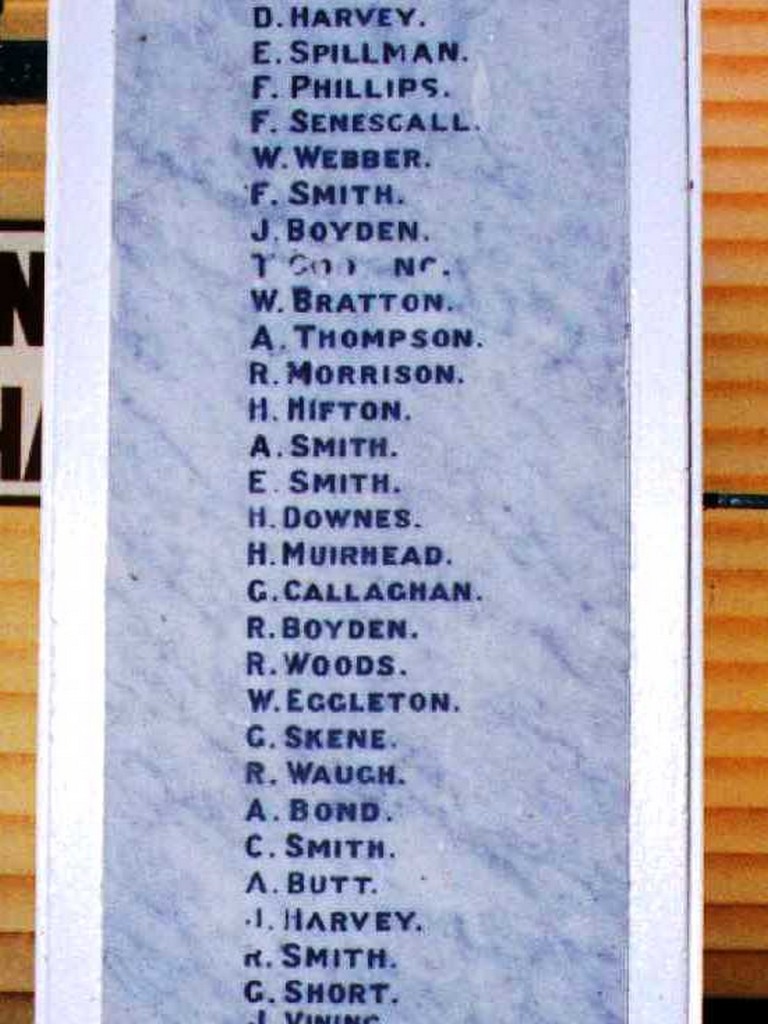 D. HARVEY.
E. SPILLMAN.
F. PHILLIPS.
F. SENESCALL.
W. WEBBER.
F. SMITH.
J. BOYDEN.
W. BRATTON.
A. THOMPSON.
R. MORRISON.
H. HIFTON.
A. SMITH.
E. SMITH.
H. DOWNES.
H. MUIRHEAD.
G. CALLAGHAN.
R. BOYDEN.
R. WOODS.
W. EGGLETON.
G. SKENE.
R. WAUGH.
A. BOND.
C. SMITH.
A. BUTT.
J. HARVEY.
R. SMITH.
G. SHORT.
J. VINING